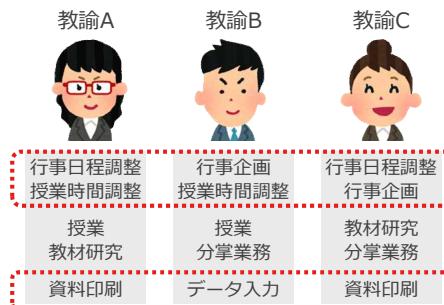 教諭A 教諭B 教諭C
行事日程調整 行事企画 行事日程調整
授業時間調整 授業時間調整 行事企画
授業 授業 教材研究
教材研究 分掌業務 分掌業務
資料印刷 データ入力 資料印刷